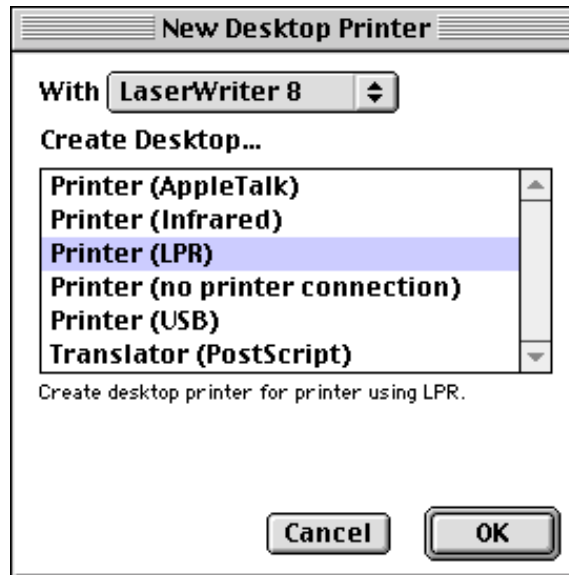 New Desktop Printer
With LaserWriter 8
Create Desktop...
Printer (AppleTalk)
Printer (Infrared)
Printer (LPR)
Printer (no printer connection)
Printer (USB)
Translator (PostScript)
Create desktop printer for printer using LPR.
Cancel OK